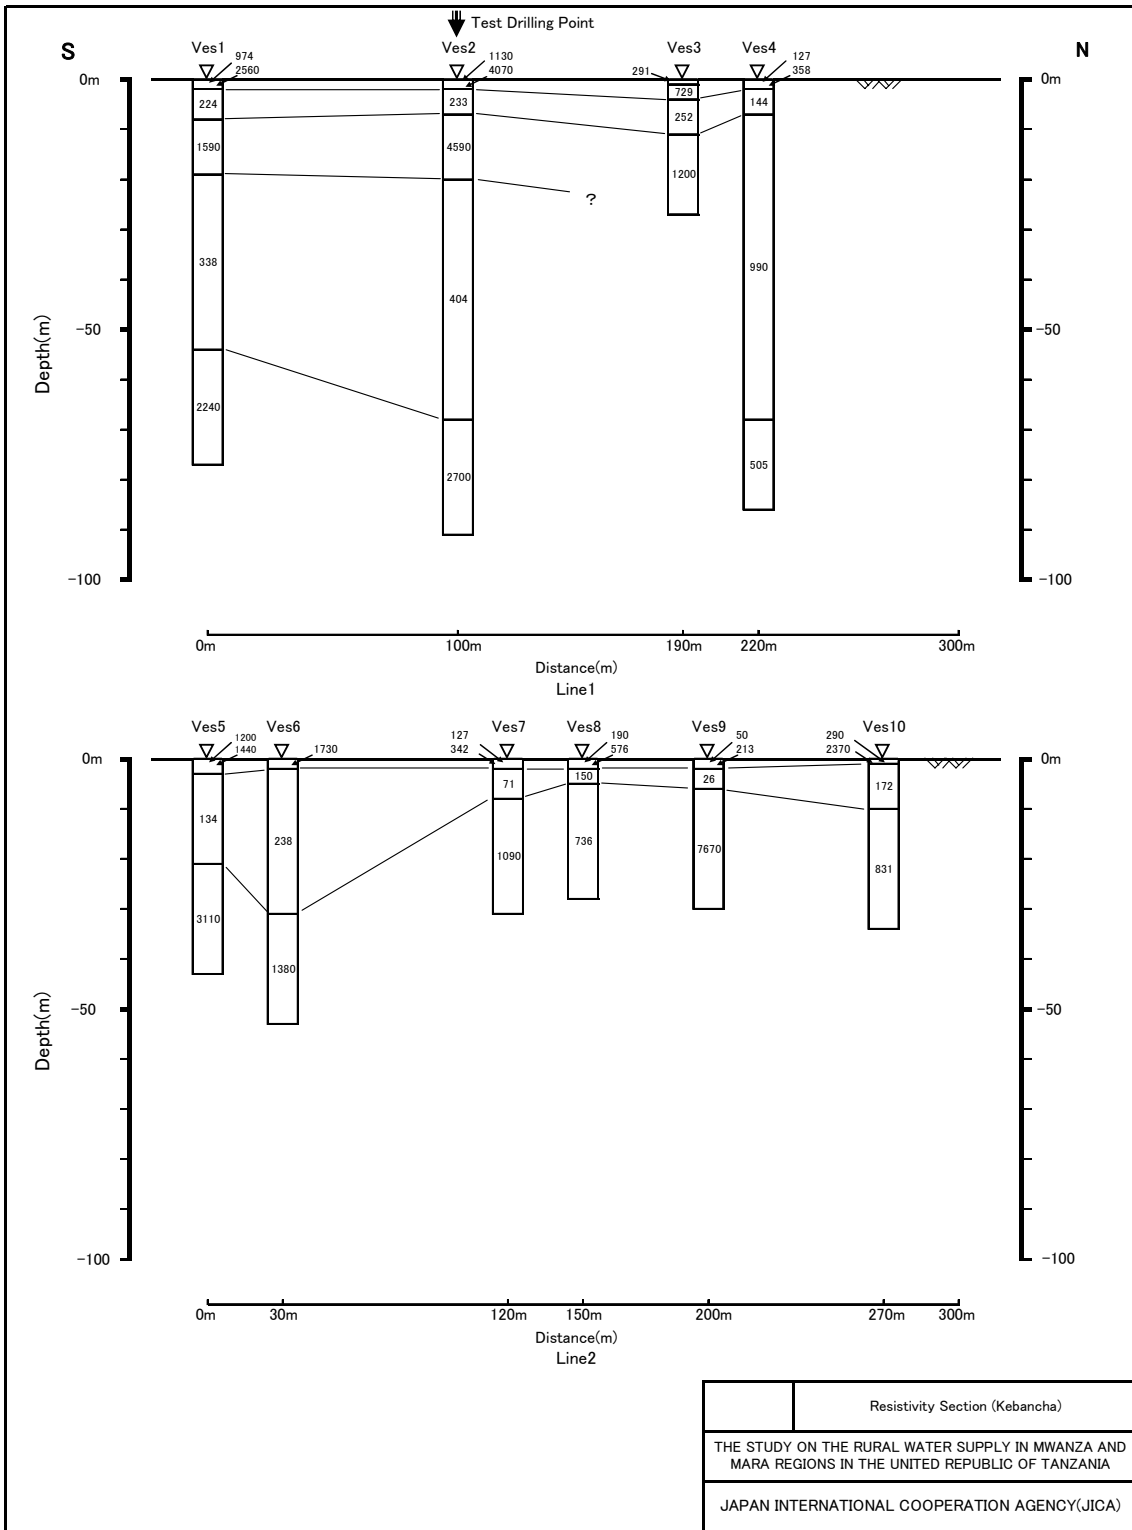 Test Drilling Point
S
N
Ves1
Ves2
Ves3
Ves4
974
2560
1130
4070
291
127
358
0m
0m
224
233
729
144
252
1590
4590
1200
?
338
404
990
-50
-50
Depth(m)
2240
2700
505
-100
-100
0m
100m
190m
220m
300m
Distance(m)
Line1
Ves5
Ves6
Ves7
Ves8
Ves9
Ves10
1200
1440
1730
127
342
190
576
50
213
290
2370
0m
0m
71
150
26
172
134
238
1090
736
7670
831
3110
1380
-50
-50
Depth(m)
-100
-100
0m
30m
120m
150m
200m
270m
300m
Distance(m)
Line2
Resistivity Section (Kebancha)
THE STUDY ON THE RURAL WATER SUPPLY IN MWANZA AND
MARA REGIONS IN THE UNITED REPUBLIC OF TANZANIA
JAPAN INTERNATIONAL COOPERATION AGENCY(JICA)